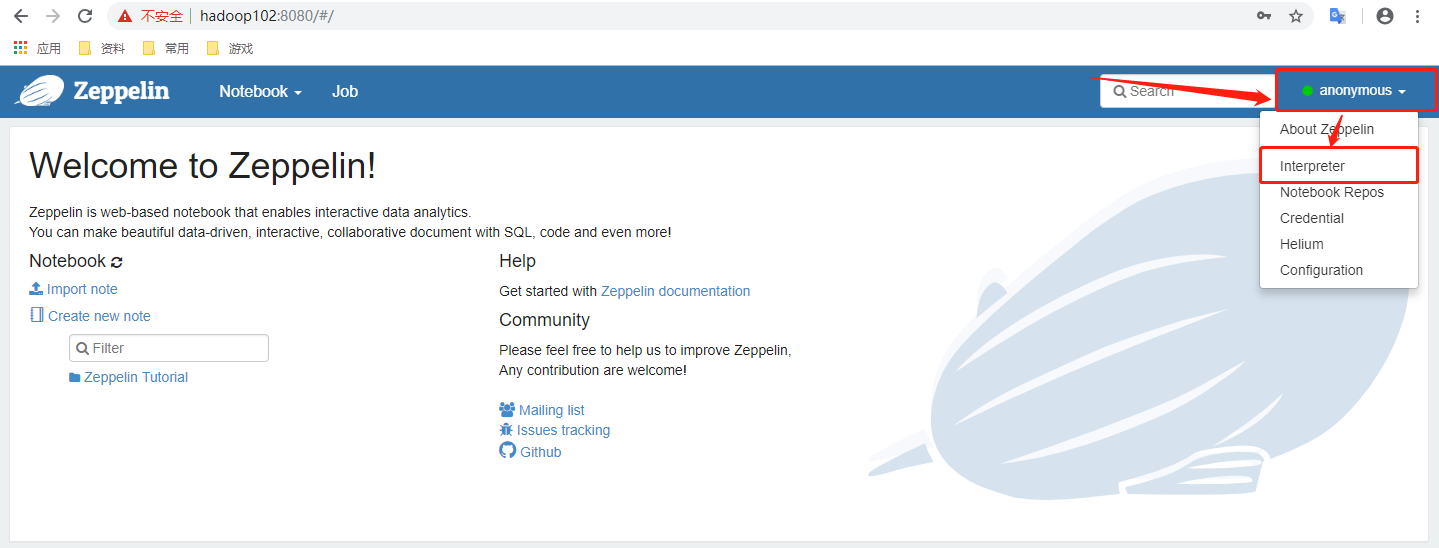 不安全 | hadoop102:8080/#/
应用 资料 常用 游戏
Zeppelin Notebook Job Search anonymous
About Zeppelin
Interpreter
Notebook Repos
Credential
Helium
Configuration
Welcome to Zeppelin!
Zeppelin is web-based notebook that enables interactive data analytics.
You can make beautiful data-driven, interactive, collaborative document with SQL, code and even more!
Notebook
Import note
Create new note
Filter
Zeppelin Tutorial
Help
Get started with Zeppelin documentation
Community
Please feel free to help us to improve Zeppelin,
Any contribution are welcome!
Mailing list
Issues tracking
Github